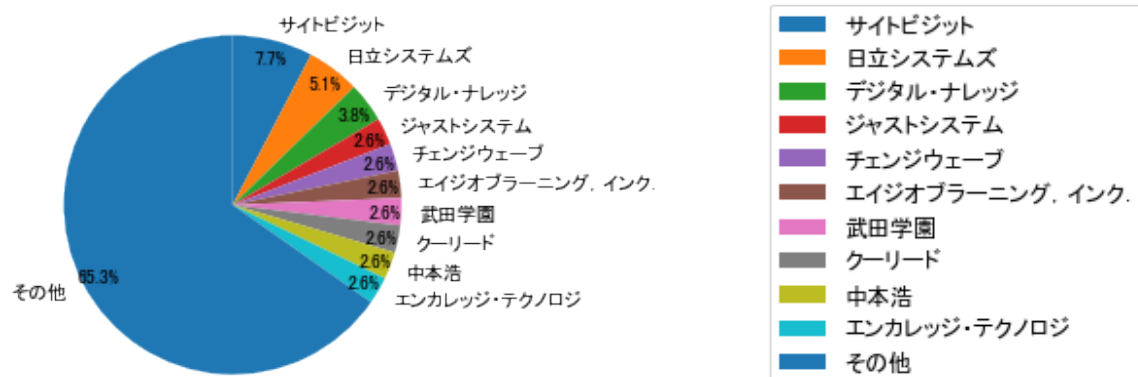 サイトビジット
7.7%
日立システムズ
5.1%
デジタル・ナレッジ
3.8%
ジャストシステム
2.6%
チェンジウェーブ
2.6%
エイジオブラーニング，インク．
2.6%
武田学園
2.6%
クーリード
2.6%
中本浩
2.6%
エンカレッジ・テクノロジ
2.6%
その他
65.3%
サイトビジット
日立システムズ
デジタル・ナレッジ
ジャストシステム
チェンジウェーブ
エイジオブラーニング，インク．
武田学園
クーリード
中本浩
エンカレッジ・テクノロジ
その他